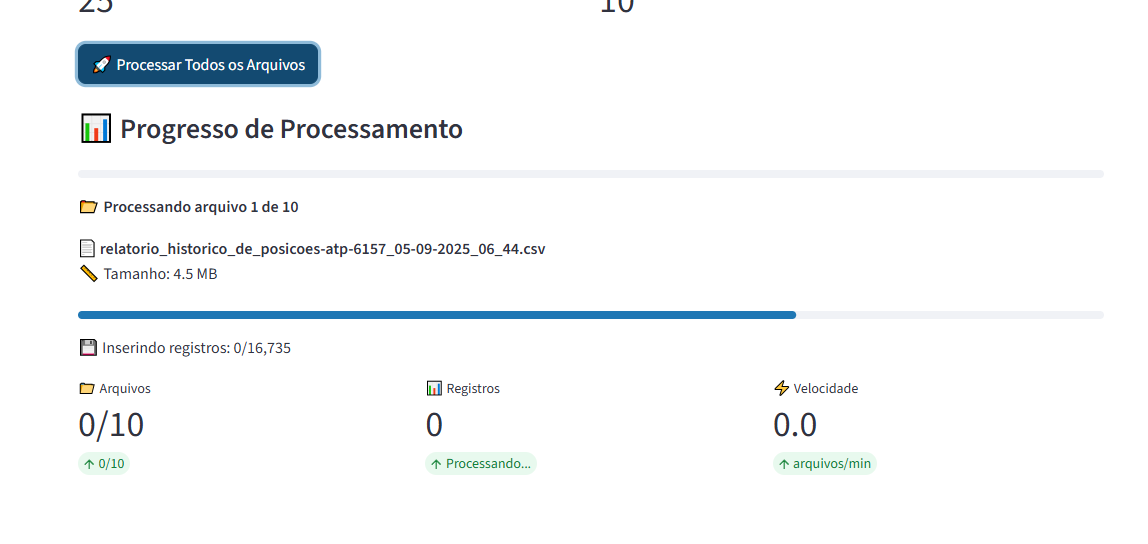 25 10
🚀 Processar Todos os Arquivos
📊 Progresso de Processamento
📂 Processando arquivo 1 de 10
📄 relatorio_historico_de_posicoes-atp-6157_05-09-2025_06_44.csv
📏 Tamanho: 4.5 MB
💾 Inserindo registros: 0/16,735
📁 Arquivos 📊 Registros ⚡ Velocidade
0/10 0 0.0
↑ 0/10 ↑ Processando... ↑ arquivos/min